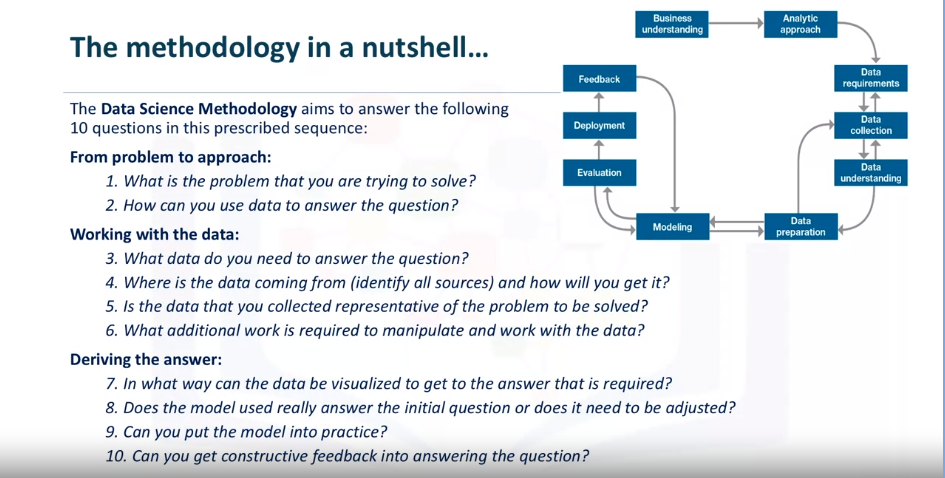 The methodology in a nutshell...
The Data Science Methodology aims to answer the following
10 questions in this prescribed sequence:
From problem to approach:
1. What is the problem that you are trying to solve?
2. How can you use data to answer the question?
Working with the data:
3. What data do you need to answer the question?
4. Where is the data coming from (identify all sources) and how will you get it?
5. Is the data that you collected representative of the problem to be solved?
6. What additional work is required to manipulate and work with the data?
Deriving the answer:
7. In what way can the data be visualized to get to the answer that is required?
8. Does the model used really answer the initial question or does it need to be adjusted?
9. Can you put the model into practice?
10. Can you get constructive feedback into answering the question?
Business
understanding
Analytic
approach
Data
requirements
Data
collection
Data
understanding
Data
preparation
Modeling
Evaluation
Deployment
Feedback